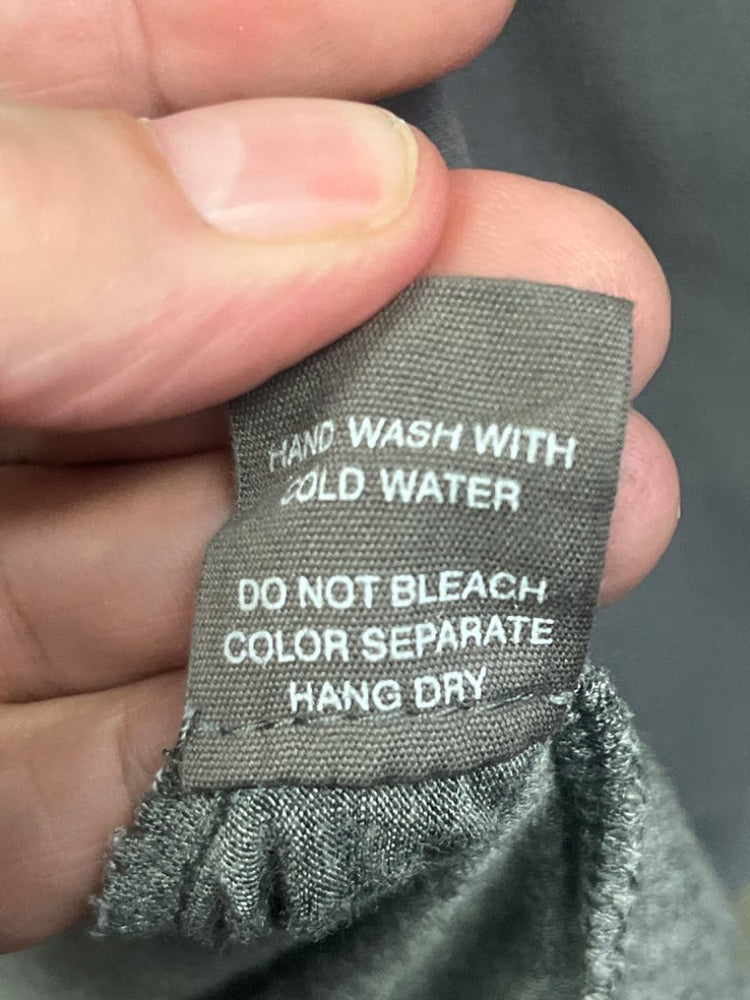 HAND WASH WITH
COLD WATER
DO NOT BLEACH
COLOR SEPARATE
HANG DRY